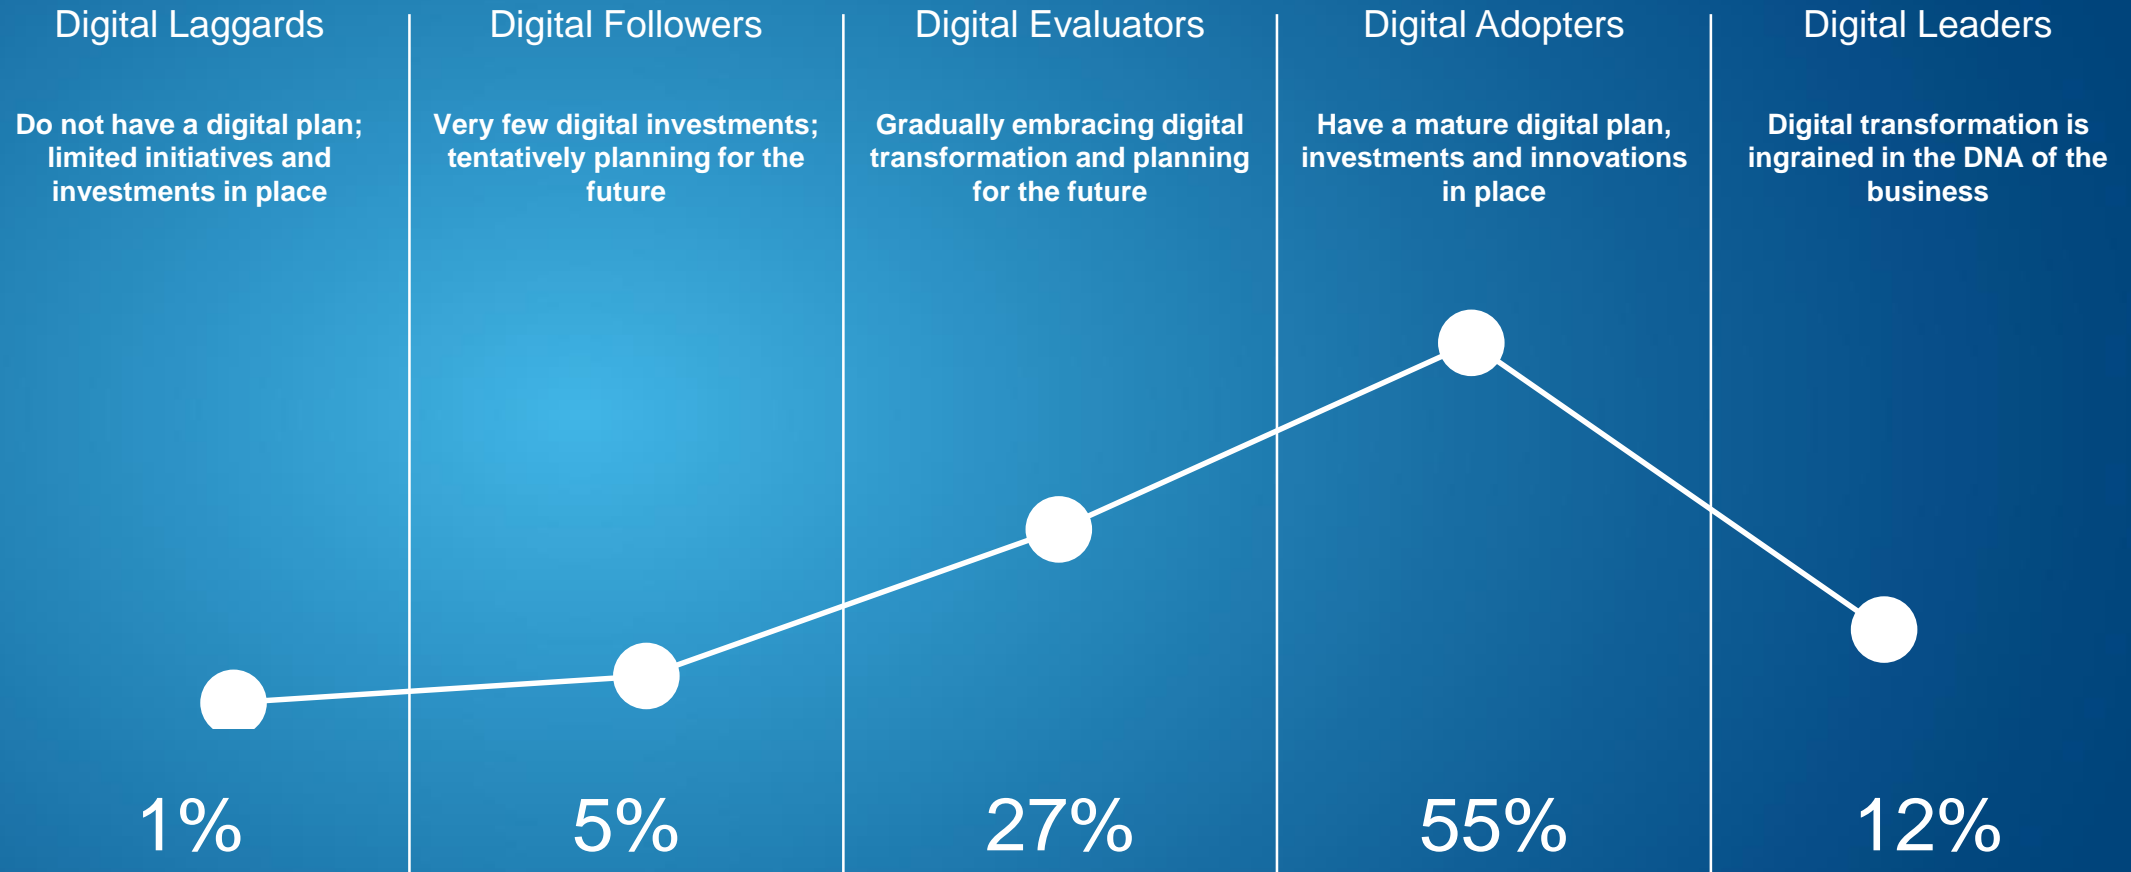 Digital Laggards
Do not have a digital plan;
limited initiatives and
investments in place
1%
Digital Followers
Very few digital investments;
tentatively planning for the
future
5%
Digital Evaluators
Gradually embracing digital
transformation and planning
for the future
27%
Digital Adopters
Have a mature digital plan,
investments and innovations
in place
55%
Digital Leaders
Digital transformation is
ingrained in the DNA of the
business
12%